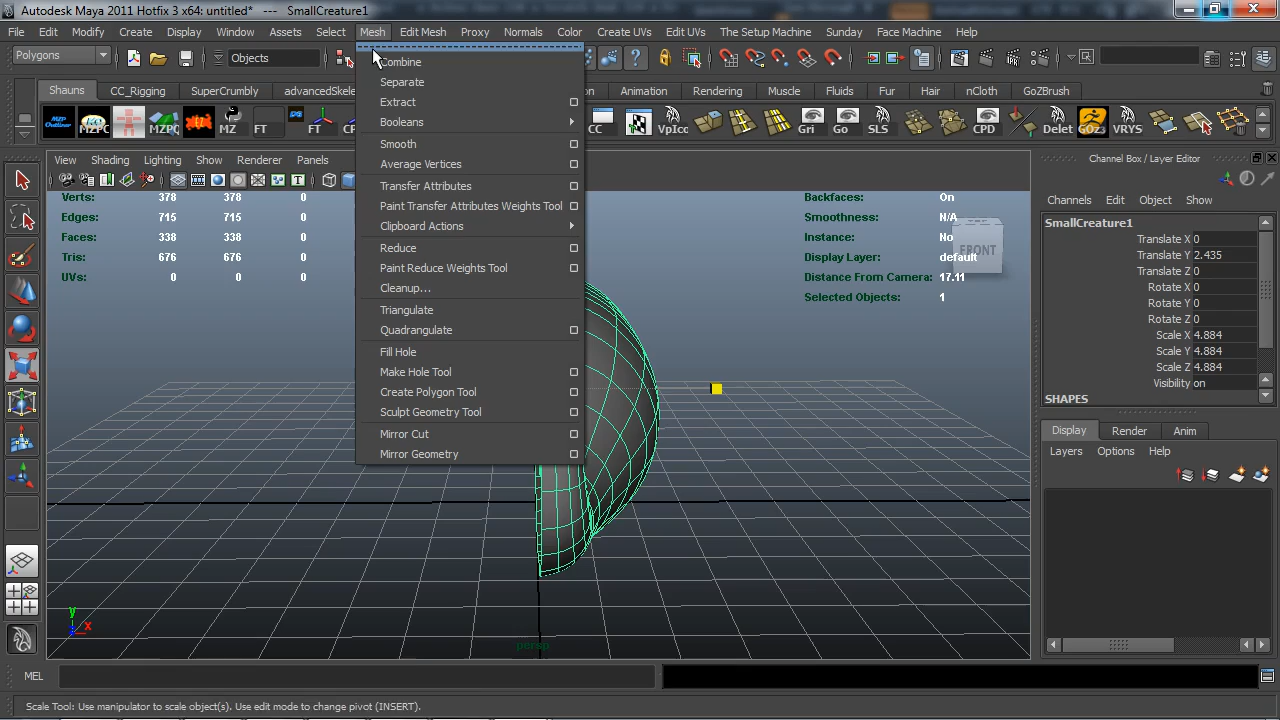 Autodesk Maya 2011 Hotfix 3 x64: untitled* --- SmallCreature1
File Edit Modify Create Display Window Assets Select Mesh Edit Mesh Proxy Normals Color Create UVs Edit UVs The Setup Machine Sunday Face Machine Help
Polygons Objects
Shauns CC_Rigging SuperCrumbly advancedSkele Animation Rendering Muscle Fluids Fur Hair nCloth GoZBrush
MZP MZPC MZPC MZ FT FT CC VpIcc Gri Go SLS CPD Delet GOZ VRYS
View Shading Lighting Show Renderer Panels
Combine
Separate
Extract
Booleans
Smooth
Average Vertices
Transfer Attributes
Paint Transfer Attributes Weights Tool
Clipboard Actions
Reduce
Paint Reduce Weights Tool
Cleanup...
Triangulate
Quadrangulate
Fill Hole
Make Hole Tool
Create Polygon Tool
Sculpt Geometry Tool
Mirror Cut
Mirror Geometry
Verts: 378 378 0
Edges: 715 715 0
Faces: 338 338 0
Tris: 676 676 0
UVs: 0 0 0
Backfaces: On
Smoothness: N/A
Instance: No
Display Layer: default
Distance From Camera: 17.11
Selected Objects: 1
FRONT
y
x
persp
Channel Box / Layer Editor
Channels Edit Object Show
SmallCreature1
Translate X 0
Translate Y 2.435
Translate Z 0
Rotate X 0
Rotate Y 0
Rotate Z 0
Scale X 4.884
Scale Y 4.884
Scale Z 4.884
Visibility on
SHAPES
Display Render Anim
Layers Options Help
MEL
Scale Tool: Use manipulator to scale object(s). Use edit mode to change pivot (INSERT).